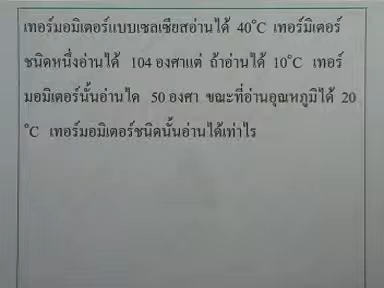 เทอร์มอมิเตอร์แบบเซลเซียสอ่านได้ 40°C เทอร์มิเตอร์
ชนิดหนึ่งอ่านได้ 104 องศาแต่ ถ้าอ่านได้ 10°C เทอร์
มอมิเตอร์นั้นอ่านได 50 องศา ขณะที่อ่านอุณหภูมิได้ 20
°C เทอร์มอมิเตอร์ชนิดนั้นอ่านได้เท่าไร